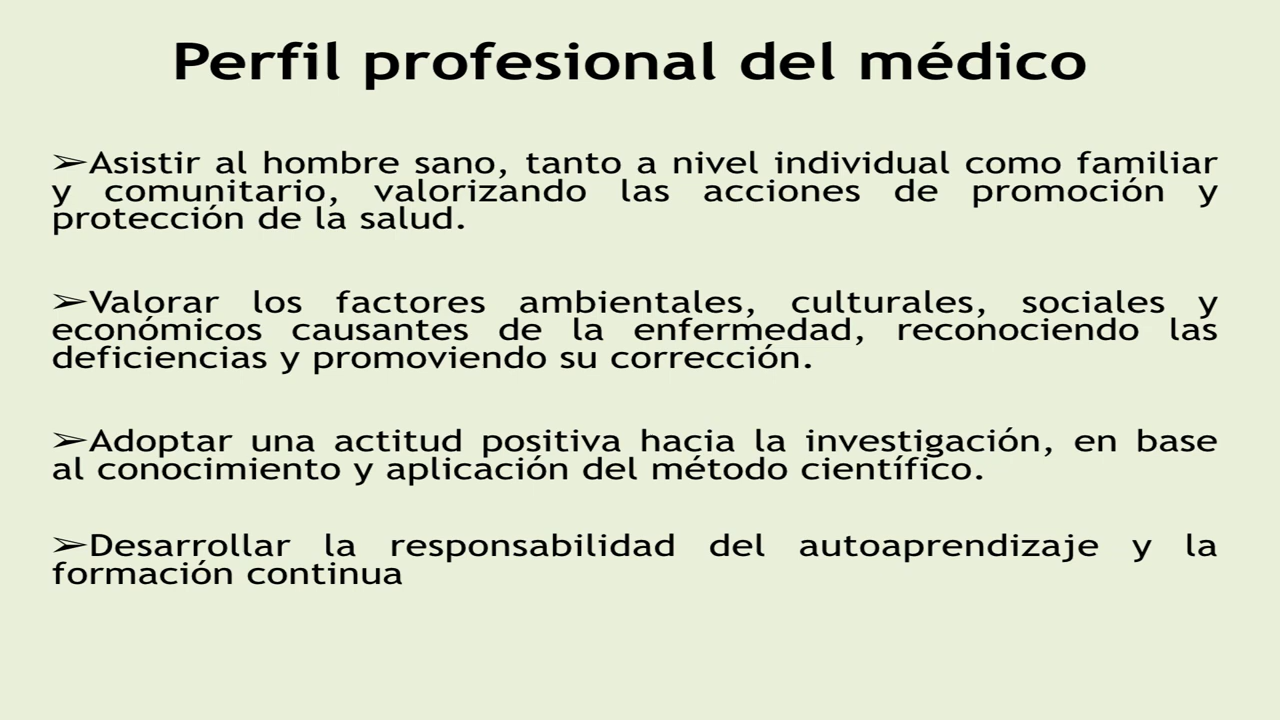 Perfil profesional del médico
➢Asistir al hombre sano, tanto a nivel individual como familiar
y comunitario, valorizando las acciones de promoción y
protección de la salud.
➢Valorar los factores ambientales, culturales, sociales y
económicos causantes de la enfermedad, reconociendo las
deficiencias y promoviendo su corrección.
➢Adoptar una actitud positiva hacia la investigación, en base
al conocimiento y aplicación del método científico.
➢Desarrollar la responsabilidad del autoaprendizaje y la
formación continua